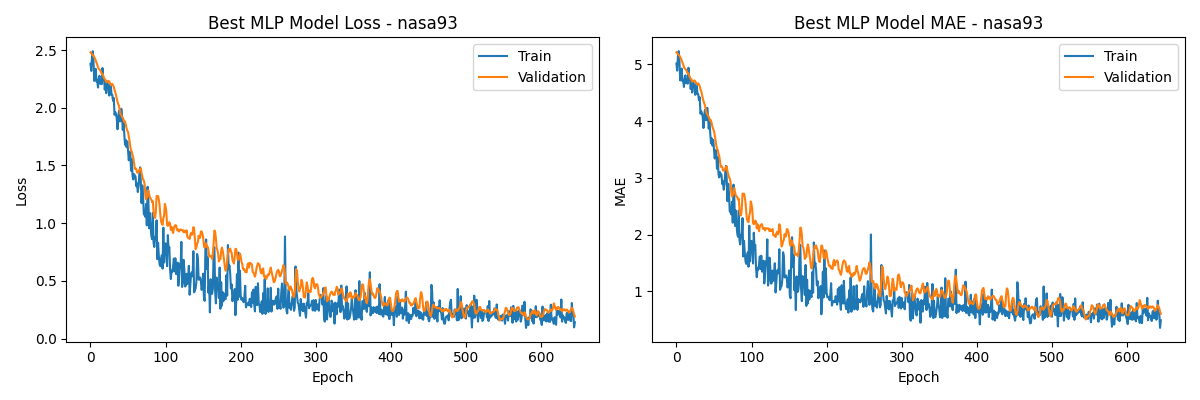 Best MLP Model Loss - nasa93
Train
Validation
2.5
2.0
1.5
1.0
0.5
0.0
Loss
0 100 200 300 400 500 600
Epoch
Best MLP Model MAE - nasa93
Train
Validation
5
4
3
2
1
MAE
0 100 200 300 400 500 600
Epoch